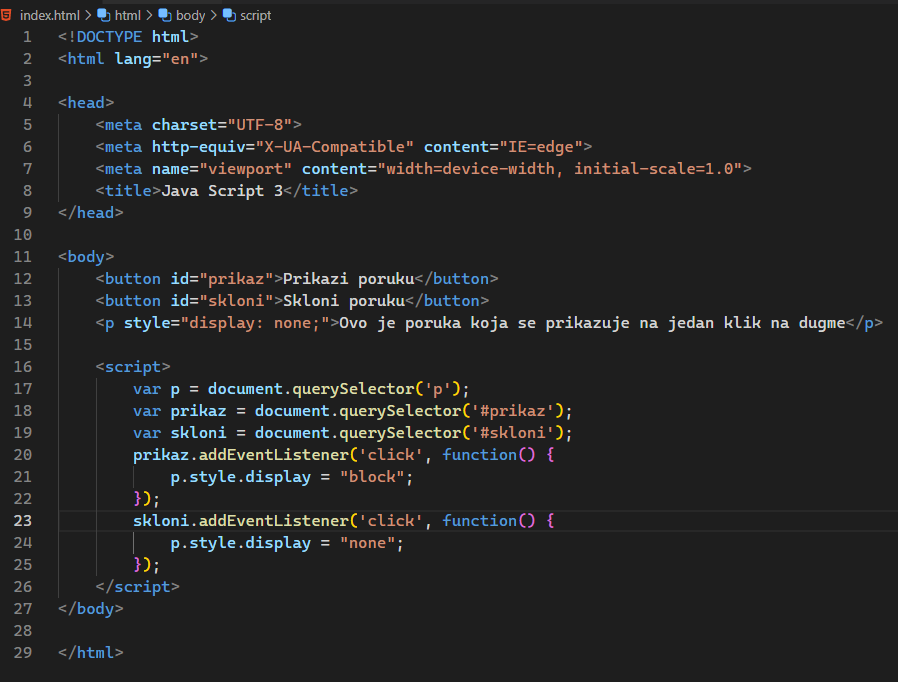 index.html > html > body > script
1 <!DOCTYPE html>
2 <html lang="en">
3
4 <head>
5     <meta charset="UTF-8">
6     <meta http-equiv="X-UA-Compatible" content="IE=edge">
7     <meta name="viewport" content="width=device-width, initial-scale=1.0">
8     <title>Java Script 3</title>
9 </head>
10
11 <body>
12     <button id="prikaz">Prikazi poruku</button>
13     <button id="skloni">Skloni poruku</button>
14     <p style="display: none;">Ovo je poruka koja se prikazuje na jedan klik na dugme</p>
15
16     <script>
17         var p = document.querySelector('p');
18         var prikaz = document.querySelector('#prikaz');
19         var skloni = document.querySelector('#skloni');
20         prikaz.addEventListener('click', function() {
21             p.style.display = "block";
22         });
23         skloni.addEventListener('click', function() {
24             p.style.display = "none";
25         });
26     </script>
27 </body>
28
29 </html>